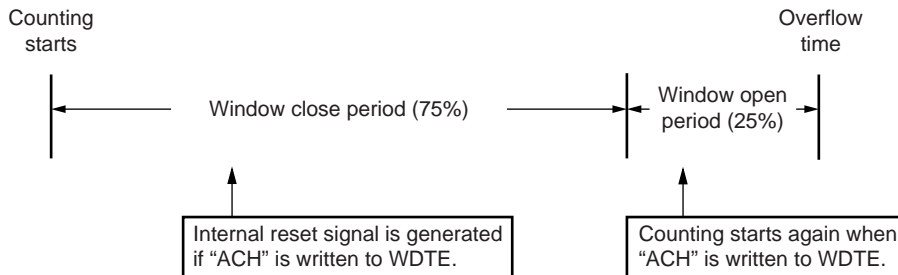 Counting
starts
Overflow
time
Window close period (75%)
Window open
period (25%)
Internal reset signal is generated
if “ACH” is written to WDTE.
Counting starts again when
“ACH” is written to WDTE.